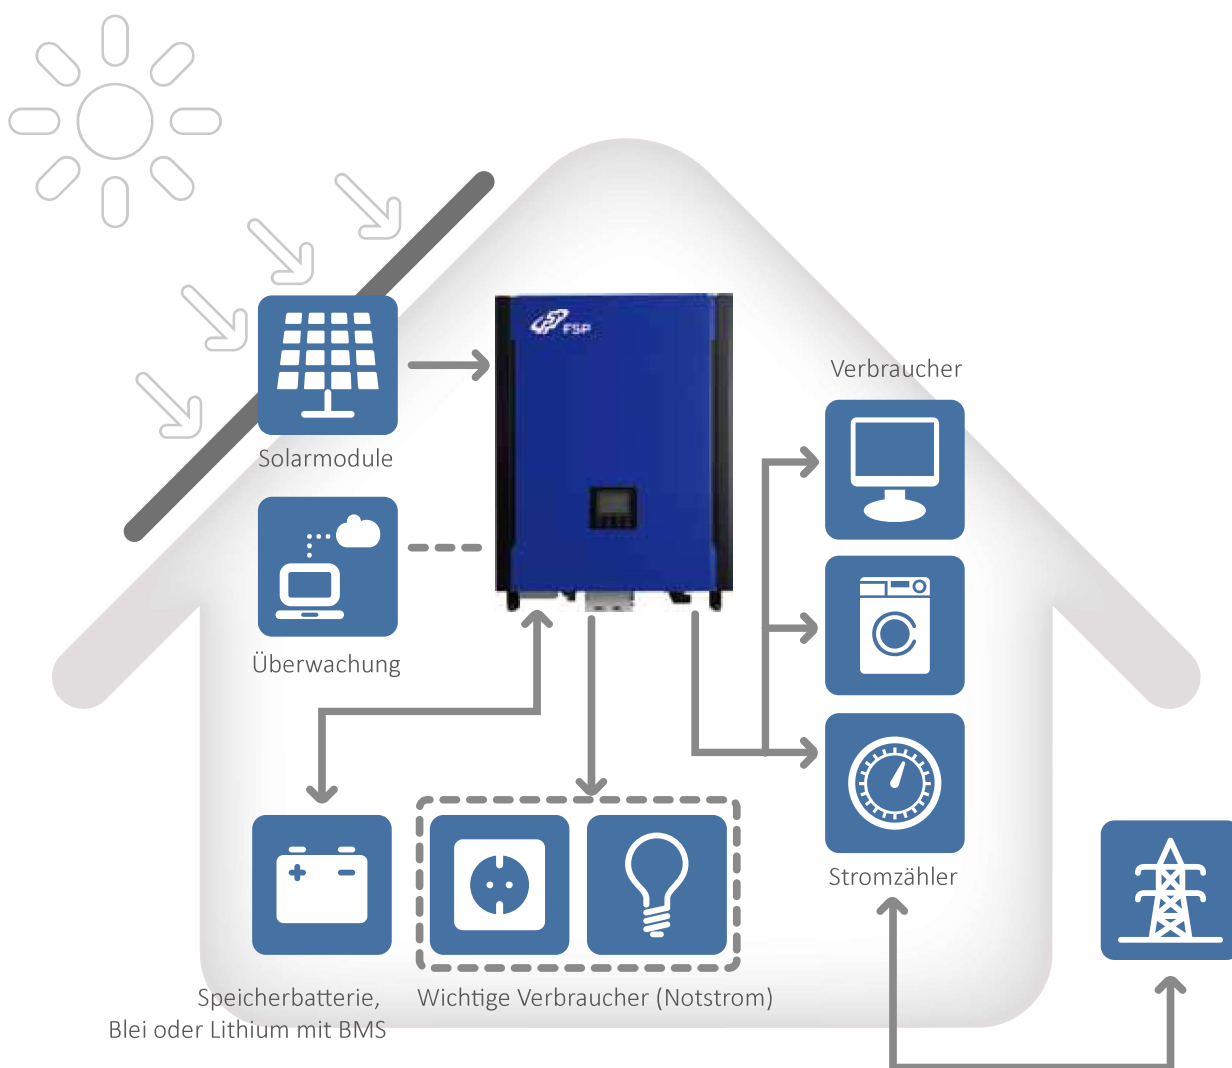 FSP
Verbraucher
Solarmodule
Überwachung
Stromzähler
Speicherbatterie,
Blei oder Lithium mit BMS
Wichtige Verbraucher (Notstrom)